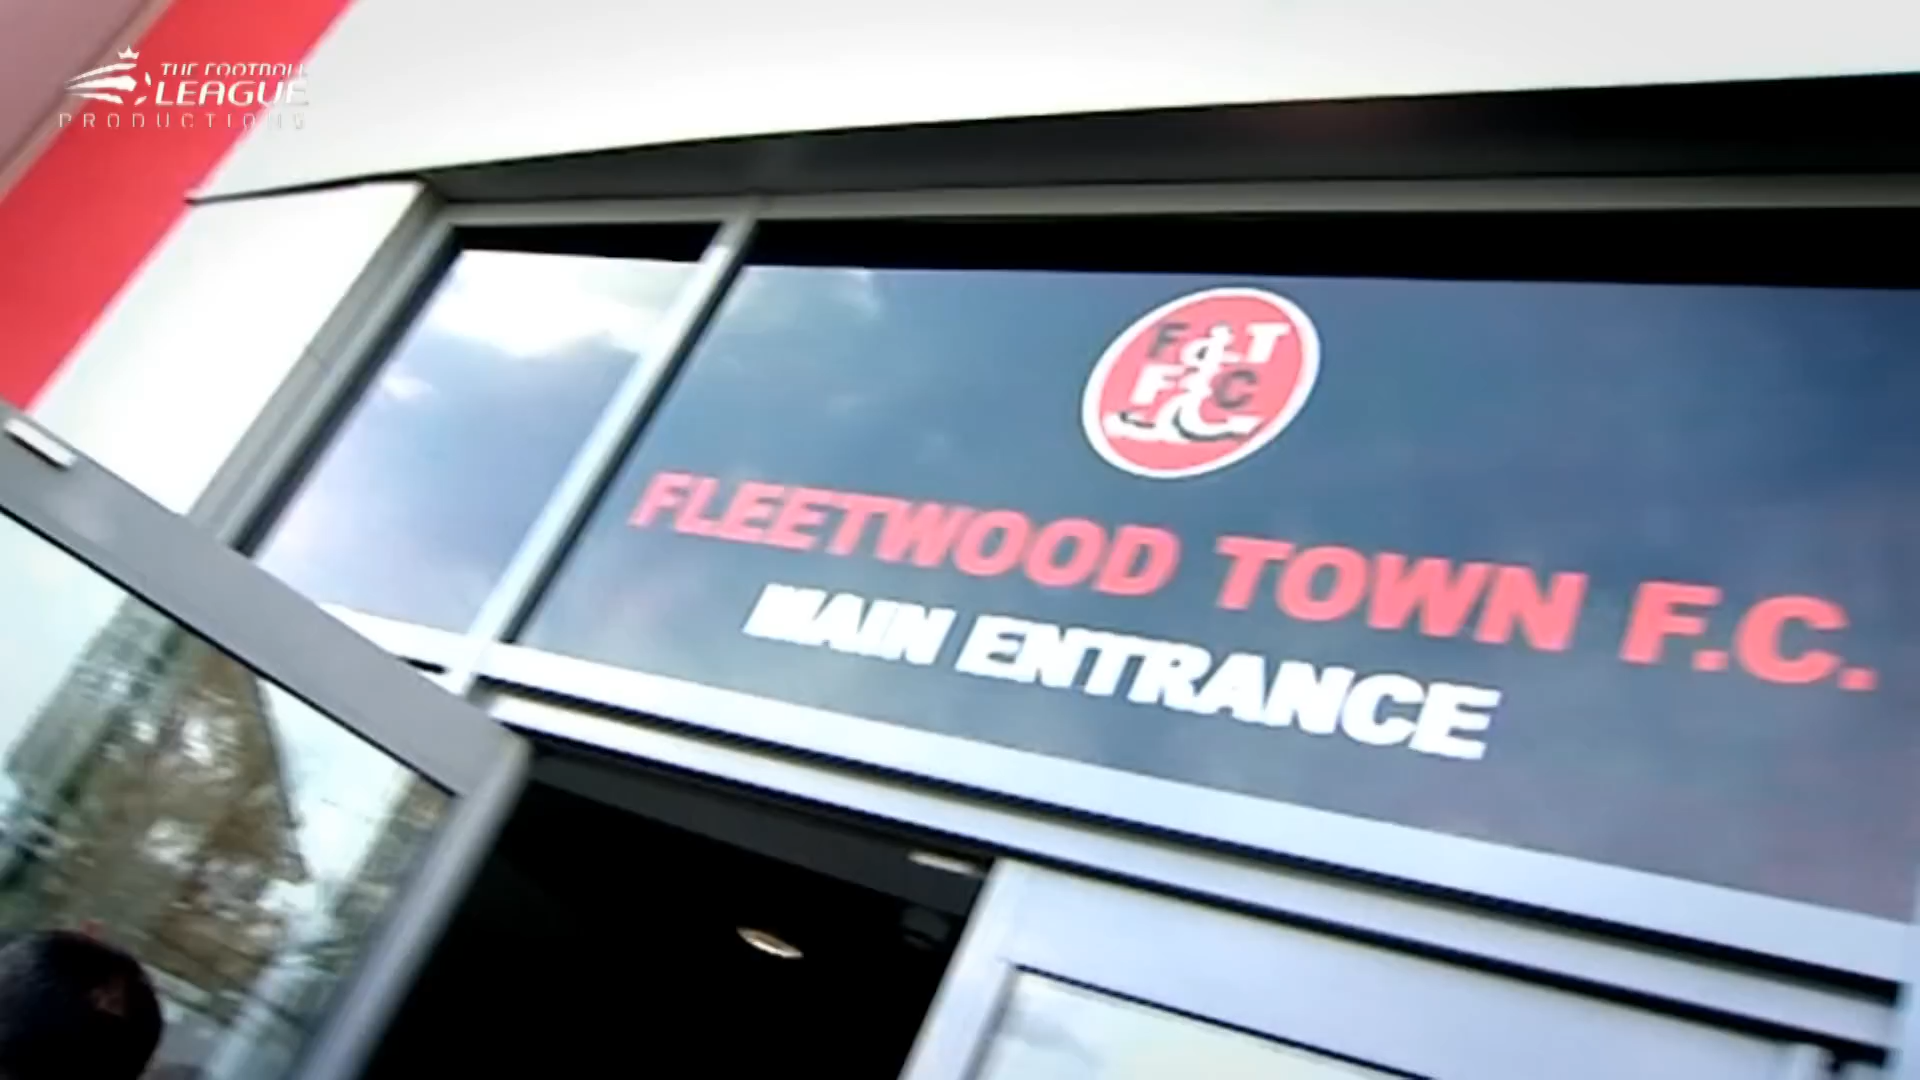 THE FOOTBALL
LEAGUE
PRODUCTIONS
F T
F C
FLEETWOOD TOWN F.C.
MAIN ENTRANCE